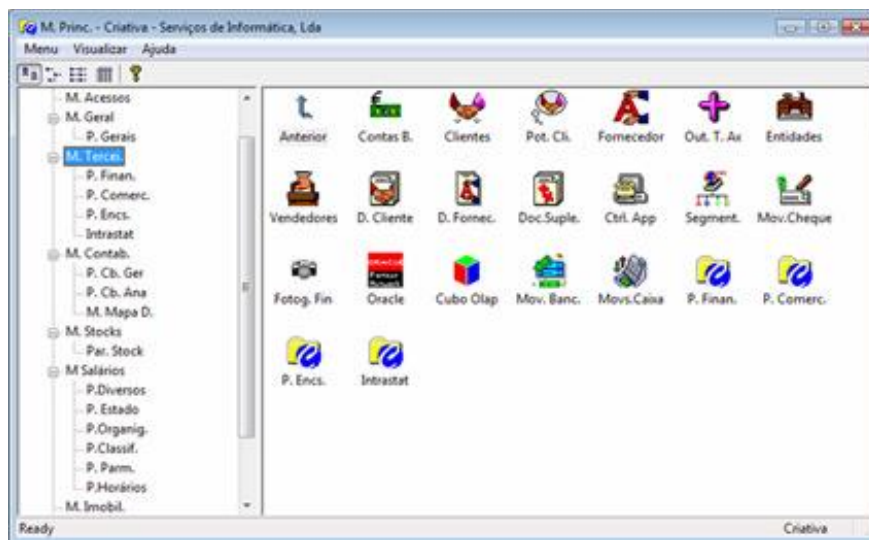 M. Princ. - Criativa - Serviços de Informática, Lda
Menu Visualizar Ajuda
M. Acessos
M. Geral
P. Gerais
M. Tercei.
P. Finan.
P. Comerc.
P. Encs.
Intrastat
M. Contab.
P. Cb. Ger
P. Cb. Ana
M. Mapa D.
M. Stocks
Par. Stock
M Salários
P.Diversos
P. Estado
P.Organig.
P.Classif.
P. Parm.
P.Horários
M. Imobil.
Anterior Contas B. Clientes Pot. Cli. Fornecedor Out. T. Ax Entidades
Vendedores D. Cliente D. Fornec. Doc.Suple. Ctrl. App Segment. Mov.Cheque
ORACLE
Fotog. Fin Oracle Cubo Olap Mov. Banc. Movs.Caixa P. Finan. P. Comerc.
P. Encs. Intrastat
Ready Criativa